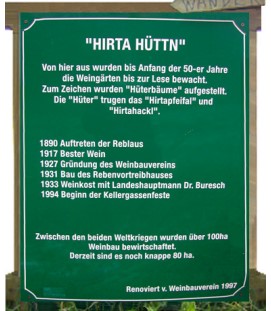 WANDE
"HIRTA HÜTTN"
Von hier aus wurden bis Anfang der 50-er Jahre
die Weingärten bis zur Lese bewacht.
Zum Zeichen wurden "Hüterbäume" aufgestellt.
Die "Hüter" trugen das "Hirtapfeifal" und
"Hirtahackl".
1890 Auftreten der Reblaus
1917 Bester Wein
1927 Gründung des Weinbauvereins
1931 Bau des Rebenvortreibhauses
1933 Weinkost mit Landeshauptmann Dr. Buresch
1994 Beginn der Kellergassenfeste
Zwischen den beiden Weltkriegen wurden über 100ha
Weinbau bewirtschaftet.
Derzeit sind es noch knappe 80 ha.
Renoviert v. Weinbauverein 1997